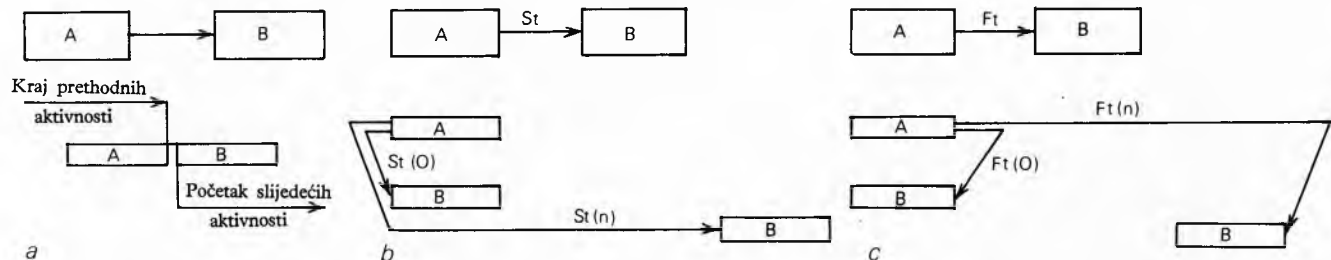 A
B
Kraj prethodnih
aktivnosti
A
B
Početak slijedećih
aktivnosti
a
A
St
B
A
St (O)
B
St(n)
B
b
A
Ft
B
A
Ft(n)
Ft(O)
B
B
c